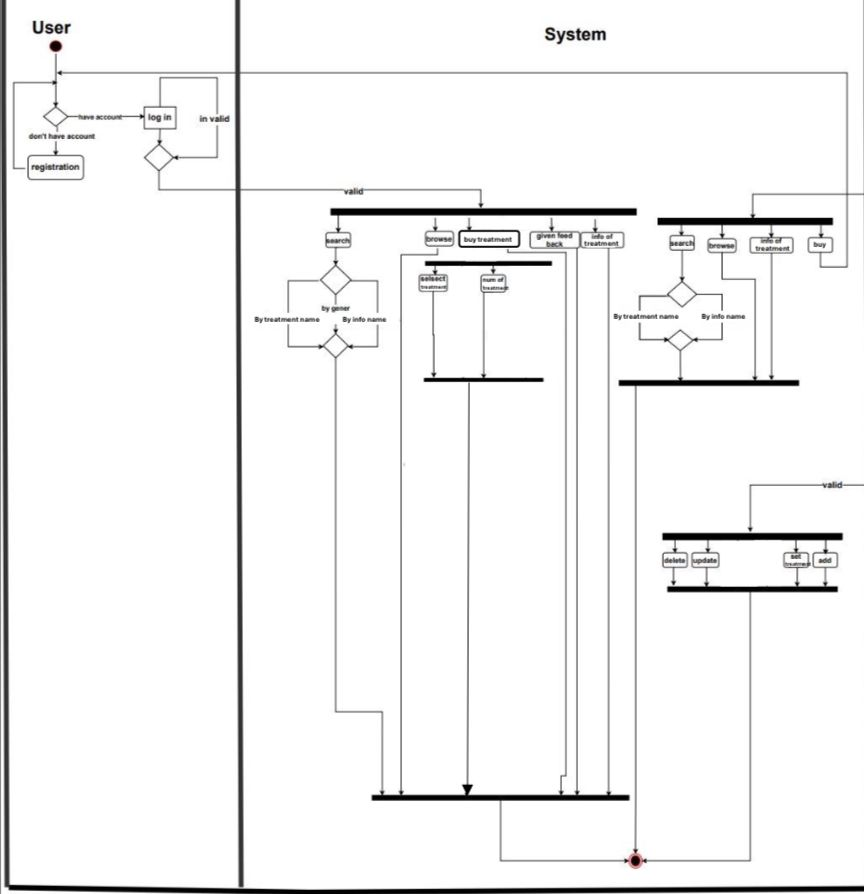 User
System
have account
log in
in valid
don't have account
registration
valid
search
browse
buy treatment
given feed
back
info of
treatment
search
browse
info of
treatment
buy
selsect
treatment
num of
treatment
by gener
By treatment name
By info name
By treatment name
By info name
valid
delete
update
set
treatment
add